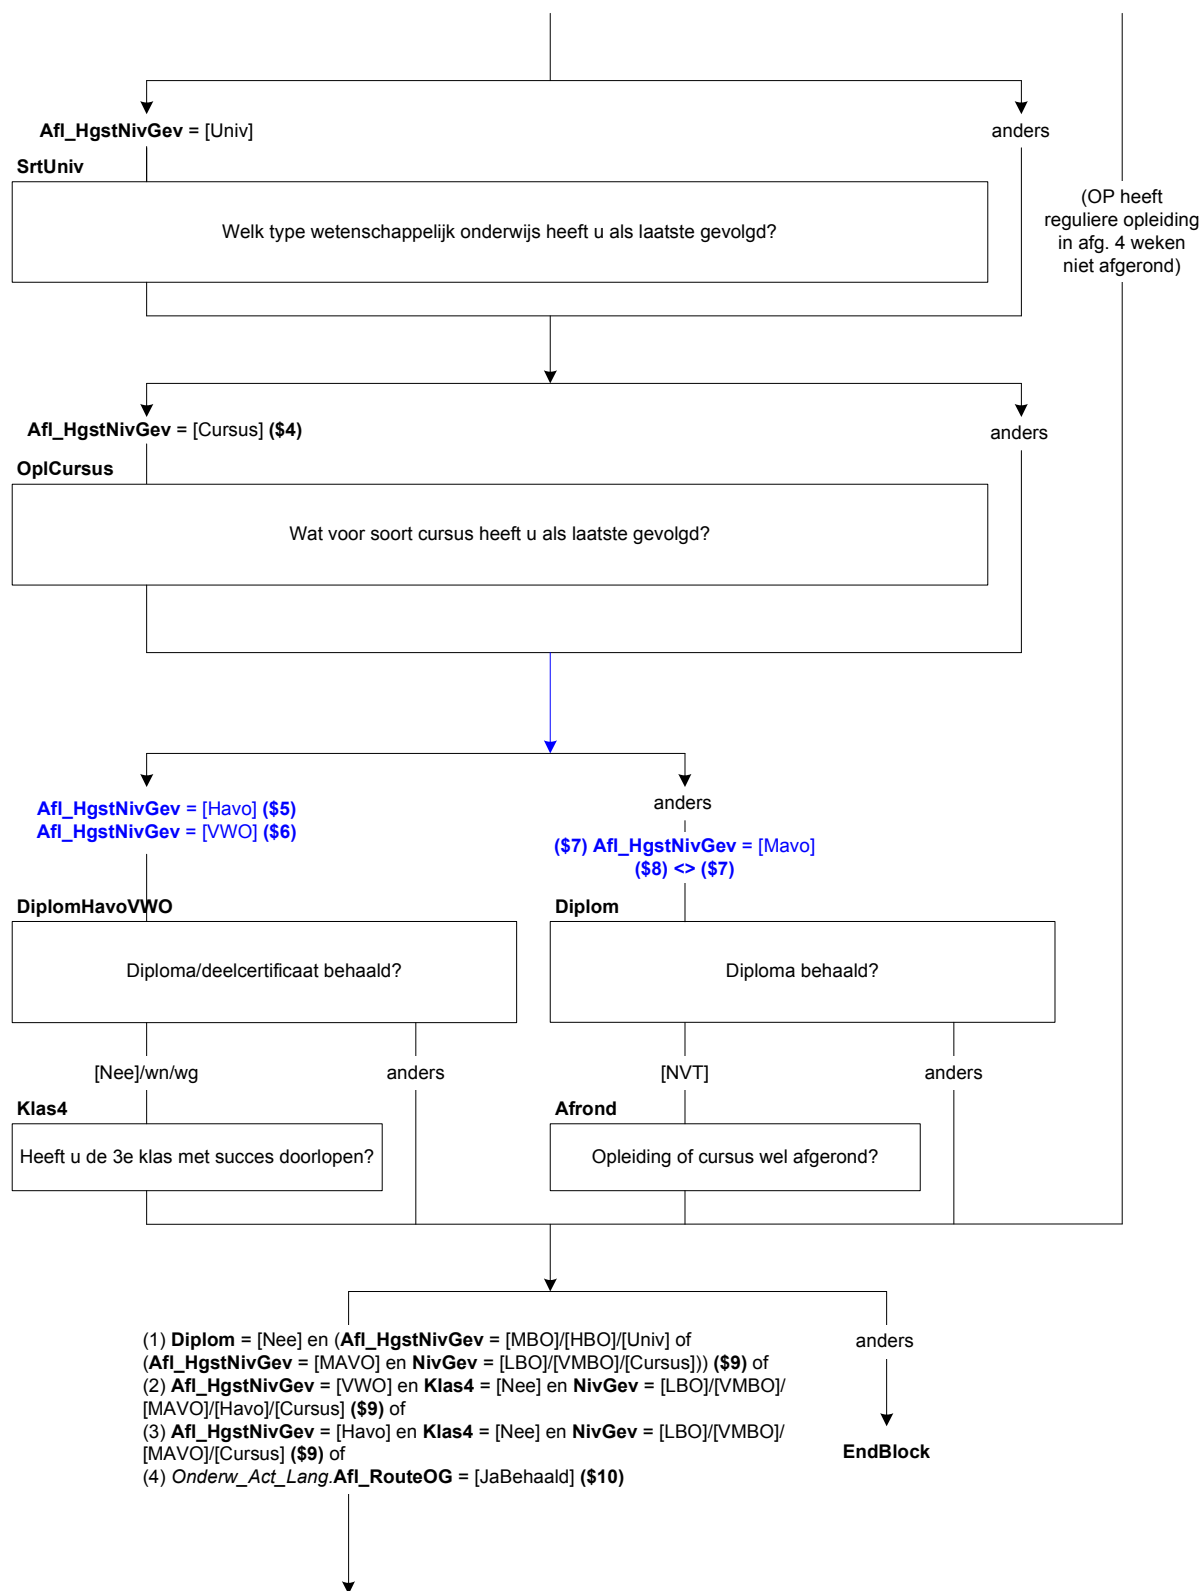 Afl_HgstNivGev = [Univ]
anders
SrtUniv
Welk type wetenschappelijk onderwijs heeft u als laatste gevolgd?
(OP heeft
reguliere opleiding
in afg. 4 weken
niet afgerond)
Afl_HgstNivGev = [Cursus] ($4)
anders
OplCursus
Wat voor soort cursus heeft u als laatste gevolgd?
Afl_HgstNivGev = [Havo] ($5)
Afl_HgstNivGev = [VWO] ($6)
anders
($7) Afl_HgstNivGev = [Mavo]
($8) <> ($7)
DiplomHavoVWO
Diploma/deelcertificaat behaald?
Diplom
Diploma behaald?
[Nee]/wn/wg
anders
[NVT]
anders
Klas4
Heeft u de 3e klas met succes doorlopen?
Afrond
Opleiding of cursus wel afgerond?
(1) Diplom = [Nee] en (Afl_HgstNivGev = [MBO]/[HBO]/[Univ] of
(Afl_HgstNivGev = [MAVO] en NivGev = [LBO]/[VMBO]/[Cursus])) ($9) of
(2) Afl_HgstNivGev = [VWO] en Klas4 = [Nee] en NivGev = [LBO]/[VMBO]/
[MAVO]/[Havo]/[Cursus] ($9) of
(3) Afl_HgstNivGev = [Havo] en Klas4 = [Nee] en NivGev = [LBO]/[VMBO]/
[MAVO]/[Cursus] ($9) of
(4) Onderw_Act_Lang.Afl_RouteOG = [JaBehaald] ($10)
anders
EndBlock